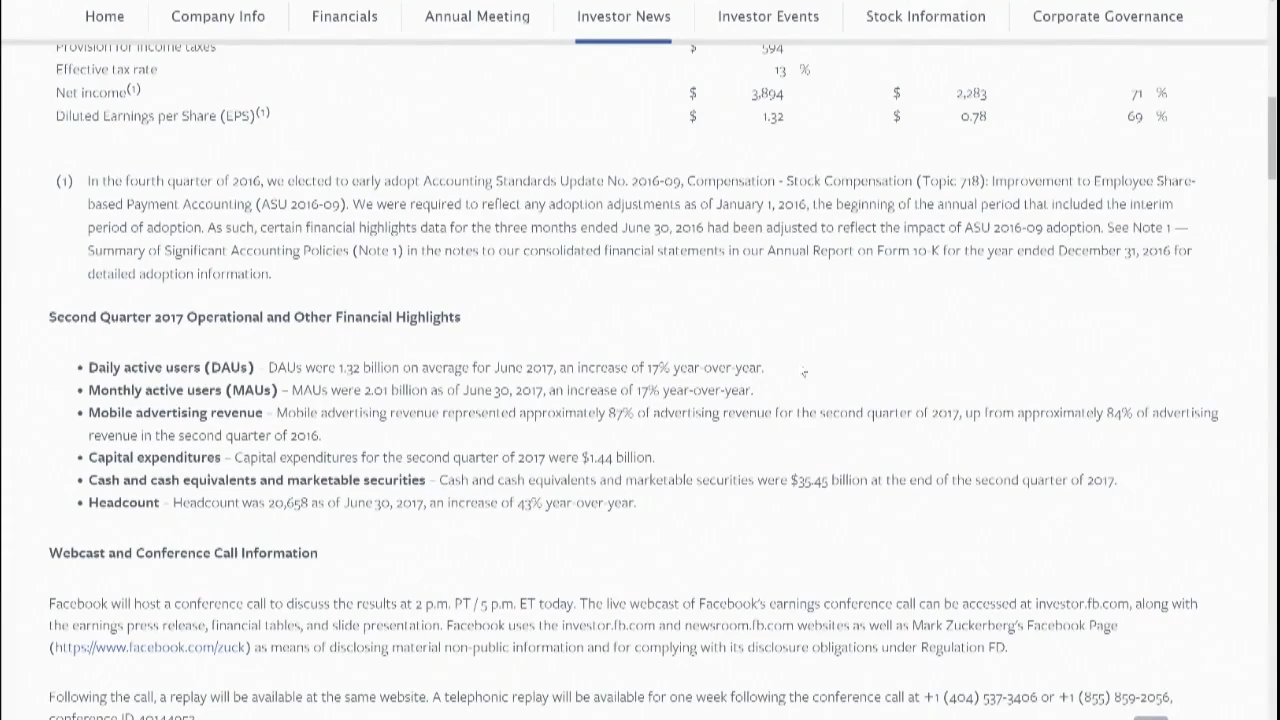 Home Company Info Financials Annual Meeting Investor News Investor Events Stock Information Corporate Governance
Provision for income taxes $ 594
Effective tax rate 13 %
Net income(1) $ 3,894 $ 2,283 71 %
Diluted Earnings per Share (EPS)(1) $ 1.32 $ 0.78 69 %
(1) In the fourth quarter of 2016, we elected to early adopt Accounting Standards Update No. 2016-09, Compensation - Stock Compensation (Topic 718): Improvement to Employee Share-
based Payment Accounting (ASU 2016-09). We were required to reflect any adoption adjustments as of January 1, 2016, the beginning of the annual period that included the interim
period of adoption. As such, certain financial highlights data for the three months ended June 30, 2016 had been adjusted to reflect the impact of ASU 2016-09 adoption. See Note 1 —
Summary of Significant Accounting Policies (Note 1) in the notes to our consolidated financial statements in our Annual Report on Form 10-K for the year ended December 31, 2016 for
detailed adoption information.
Second Quarter 2017 Operational and Other Financial Highlights
• Daily active users (DAUs) – DAUs were 1.32 billion on average for June 2017, an increase of 17% year-over-year.
• Monthly active users (MAUs) – MAUs were 2.01 billion as of June 30, 2017, an increase of 17% year-over-year.
• Mobile advertising revenue – Mobile advertising revenue represented approximately 87% of advertising revenue for the second quarter of 2017, up from approximately 84% of advertising
revenue in the second quarter of 2016.
• Capital expenditures – Capital expenditures for the second quarter of 2017 were $1.44 billion.
• Cash and cash equivalents and marketable securities – Cash and cash equivalents and marketable securities were $35.45 billion at the end of the second quarter of 2017.
• Headcount – Headcount was 20,658 as of June 30, 2017, an increase of 43% year-over-year.
Webcast and Conference Call Information
Facebook will host a conference call to discuss the results at 2 p.m. PT / 5 p.m. ET today. The live webcast of Facebook's earnings conference call can be accessed at investor.fb.com, along with
the earnings press release, financial tables, and slide presentation. Facebook uses the investor.fb.com and newsroom.fb.com websites as well as Mark Zuckerberg's Facebook Page
(https://www.facebook.com/zuck) as means of disclosing material non-public information and for complying with its disclosure obligations under Regulation FD.
Following the call, a replay will be available at the same website. A telephonic replay will be available for one week following the conference call at +1 (404) 537-3406 or +1 (855) 859-2056,
conference ID